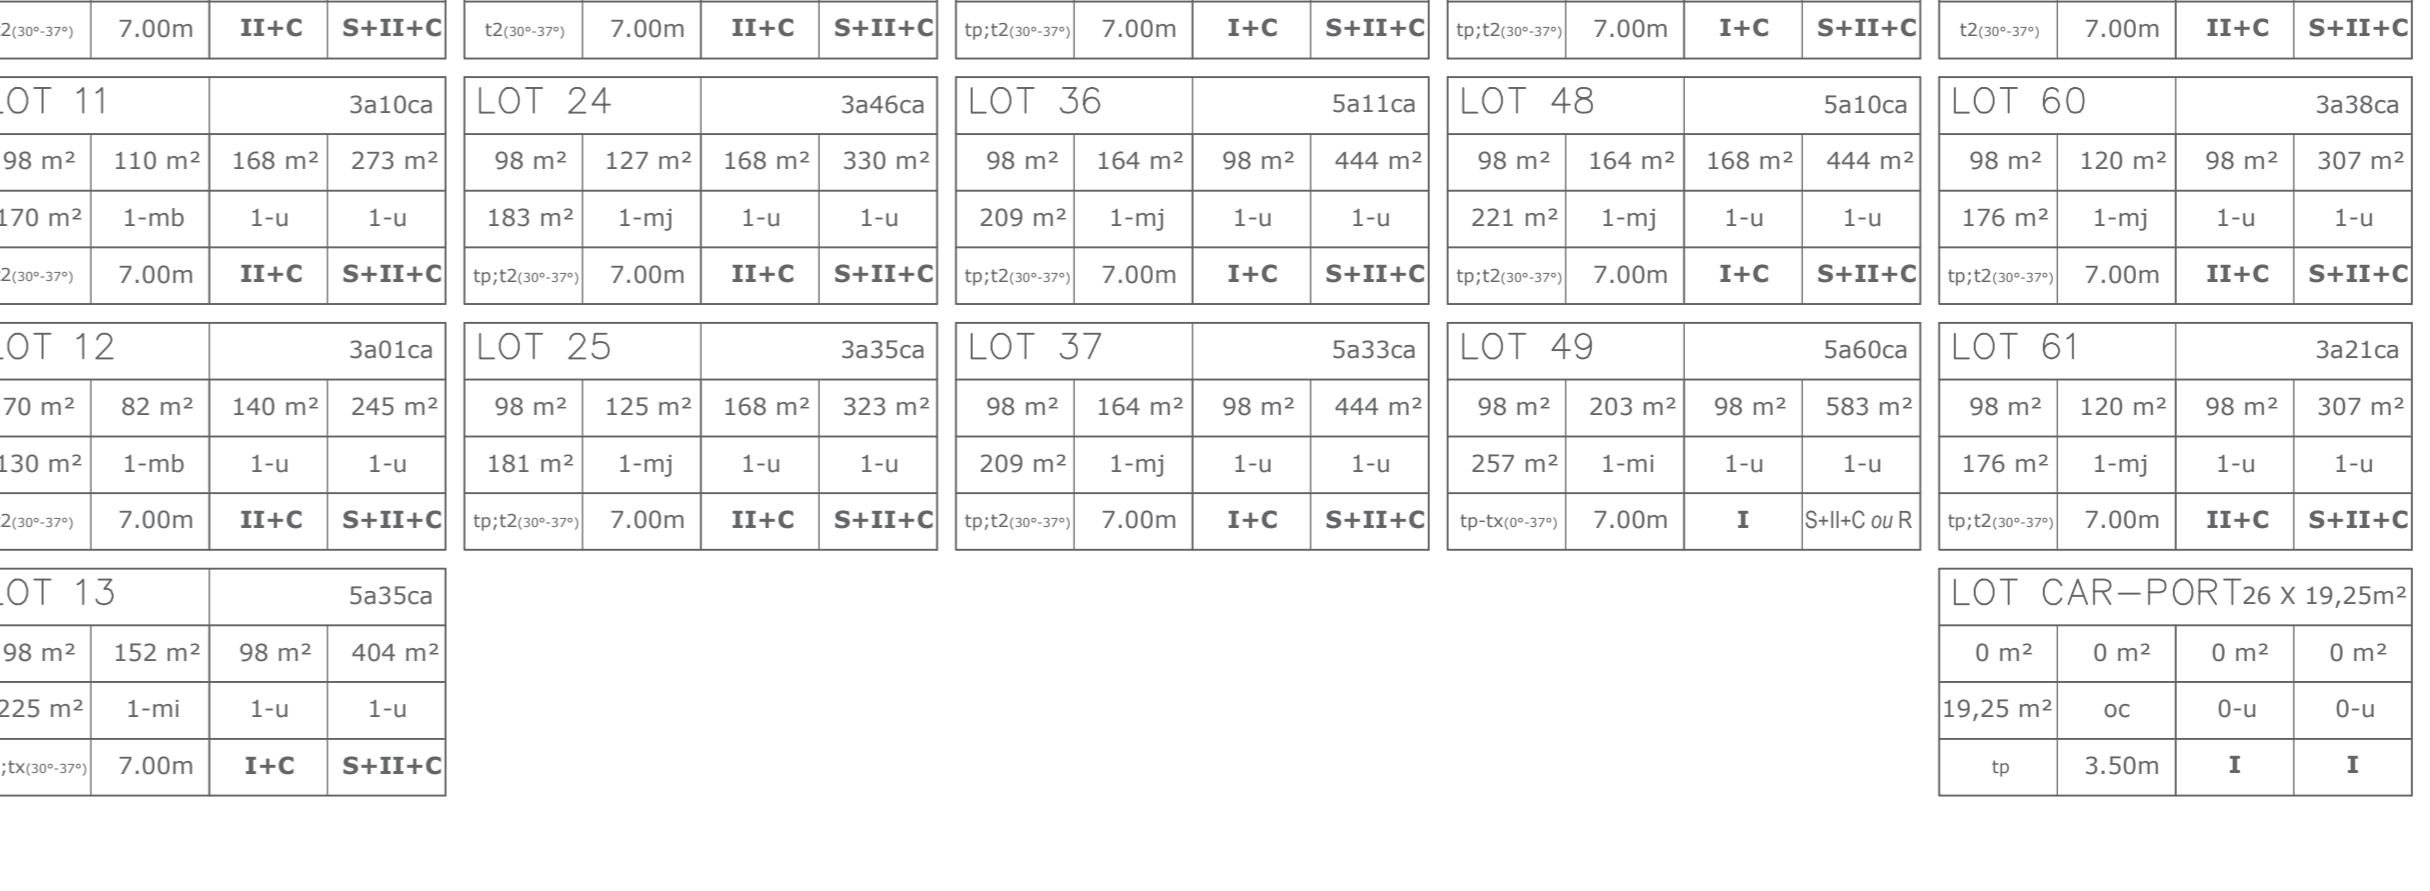 t2(30°-37°) 7.00m II+C S+II+C
t2(30°-37°) 7.00m II+C S+II+C
tp;t2(30°-37°) 7.00m I+C S+II+C
tp;t2(30°-37°) 7.00m I+C S+II+C
t2(30°-37°) 7.00m II+C S+II+C
LOT 11 3a10ca
98 m² 110 m² 168 m² 273 m²
170 m² 1-mb 1-u 1-u
t2(30°-37°) 7.00m II+C S+II+C
LOT 24 3a46ca
98 m² 127 m² 168 m² 330 m²
183 m² 1-mj 1-u 1-u
tp;t2(30°-37°) 7.00m II+C S+II+C
LOT 36 5a11ca
98 m² 164 m² 98 m² 444 m²
209 m² 1-mj 1-u 1-u
tp;t2(30°-37°) 7.00m I+C S+II+C
LOT 48 5a10ca
98 m² 164 m² 168 m² 444 m²
221 m² 1-mj 1-u 1-u
tp;t2(30°-37°) 7.00m I+C S+II+C
LOT 60 3a38ca
98 m² 120 m² 98 m² 307 m²
176 m² 1-mj 1-u 1-u
tp;t2(30°-37°) 7.00m II+C S+II+C
LOT 12 3a01ca
70 m² 82 m² 140 m² 245 m²
130 m² 1-mb 1-u 1-u
t2(30°-37°) 7.00m II+C S+II+C
LOT 25 3a35ca
98 m² 125 m² 168 m² 323 m²
181 m² 1-mj 1-u 1-u
tp;t2(30°-37°) 7.00m II+C S+II+C
LOT 37 5a33ca
98 m² 164 m² 98 m² 444 m²
209 m² 1-mj 1-u 1-u
tp;t2(30°-37°) 7.00m I+C S+II+C
LOT 49 5a60ca
98 m² 203 m² 98 m² 583 m²
257 m² 1-mi 1-u 1-u
tp-tx(0°-37°) 7.00m I S+II+C ou R
LOT 61 3a21ca
98 m² 120 m² 98 m² 307 m²
176 m² 1-mj 1-u 1-u
tp;t2(30°-37°) 7.00m II+C S+II+C
LOT 13 5a35ca
98 m² 152 m² 98 m² 404 m²
225 m² 1-mi 1-u 1-u
;tx(30°-37°) 7.00m I+C S+II+C
LOT CAR-PORT 26 X 19,25m²
0 m² 0 m² 0 m² 0 m²
19,25 m² oc 0-u 0-u
tp 3.50m I I